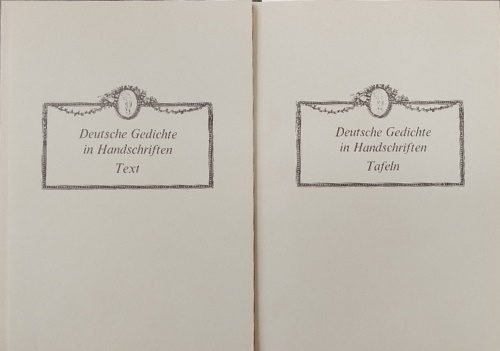 Deutsche Gedichte
in Handschriften
Text
Deutsche Gedichte
in Handschriften
Tafeln